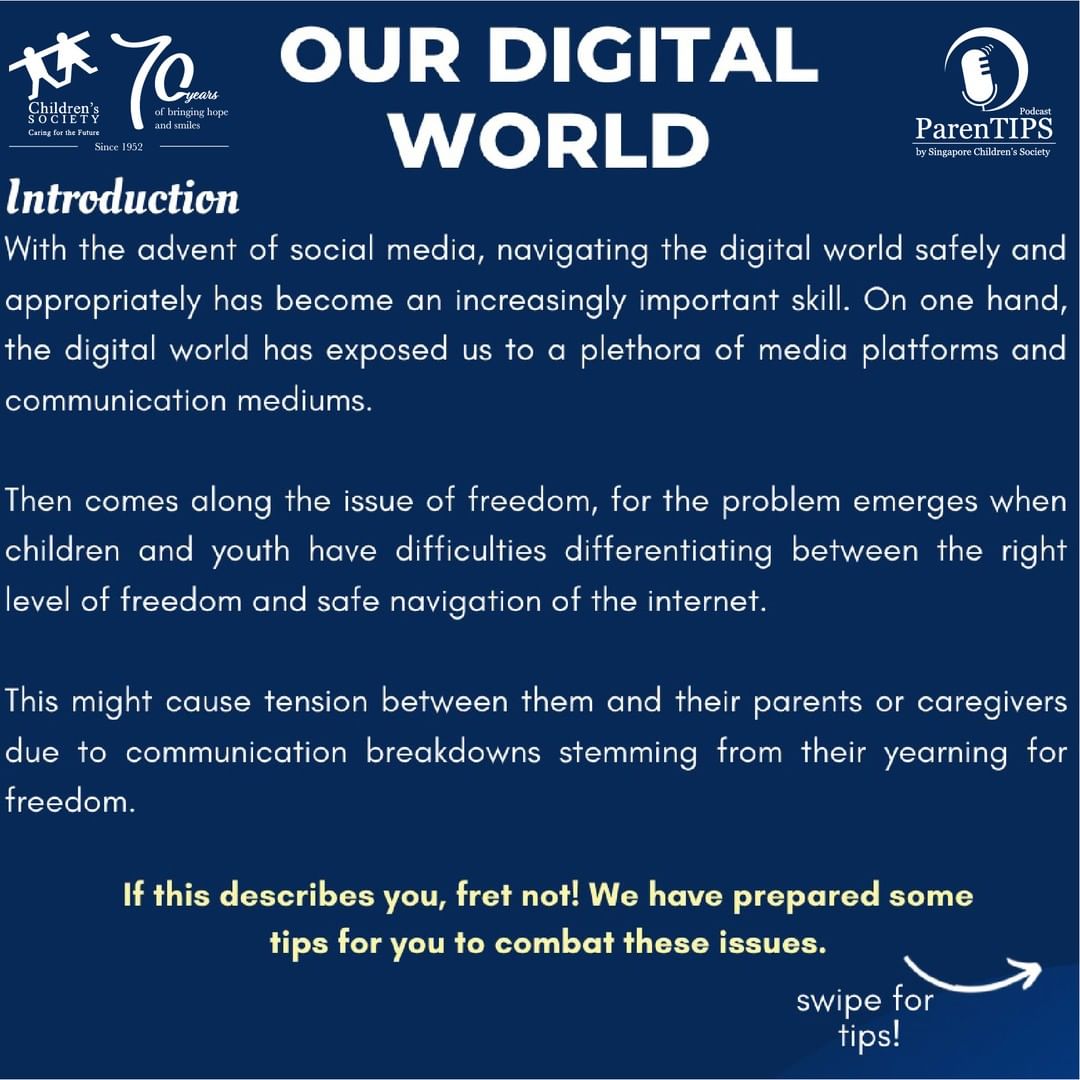 Children's
SOCIETY
Caring for the Future
70 years
of bringing hope
and smiles
Since 1952
OUR DIGITAL
WORLD
Podcast
ParenTIPS
by Singapore Children's Society
Introduction
With the advent of social media, navigating the digital world safely and
appropriately has become an increasingly important skill. On one hand,
the digital world has exposed us to a plethora of media platforms and
communication mediums.
Then comes along the issue of freedom, for the problem emerges when
children and youth have difficulties differentiating between the right
level of freedom and safe navigation of the internet.
This might cause tension between them and their parents or caregivers
due to communication breakdowns stemming from their yearning for
freedom.
If this describes you, fret not! We have prepared some
tips for you to combat these issues.
swipe for
tips!